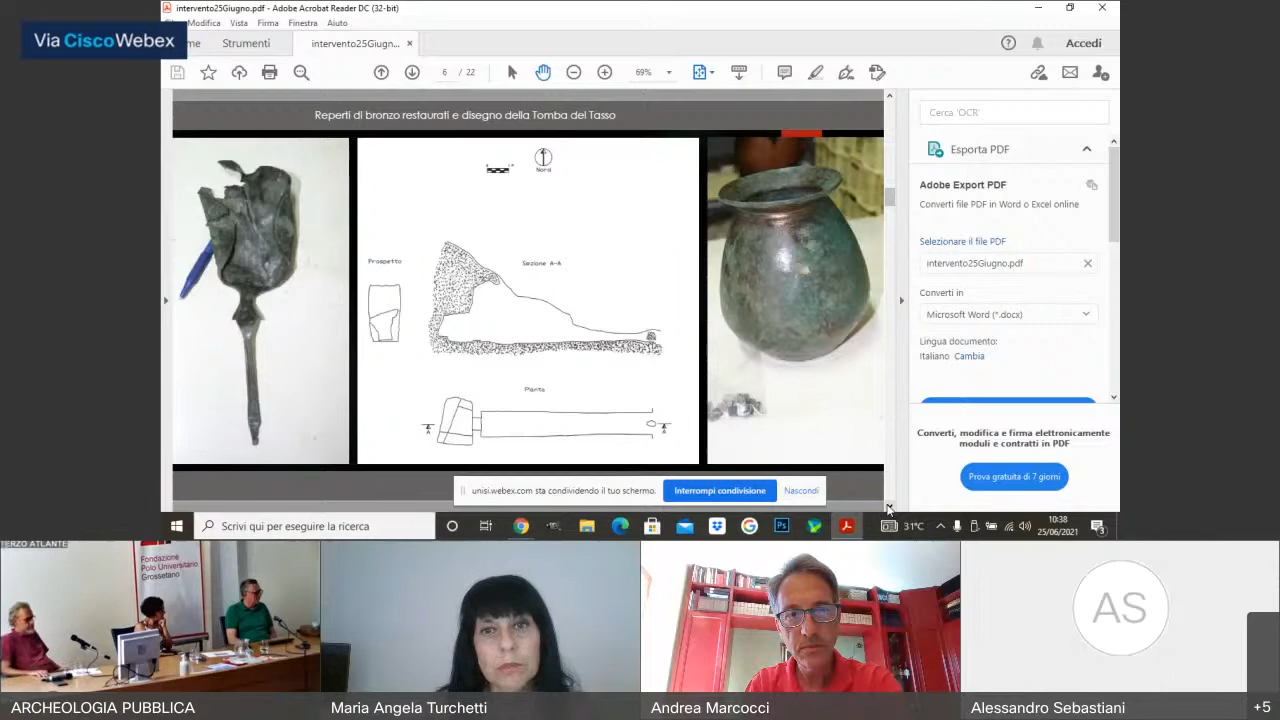 intervento25Giugno.pdf - Adobe Acrobat Reader DC (32-bit)
Modifica Vista Firma Finestra Aiuto
Via CiscoWebex
Strumenti
intervento25Giugn... ×
Accedi
6 / 22
69%
Reperti di bronzo restaurati e disegno della Tomba del Tasso
Nord
Prospetto
Sezione A-A
Pianta
A
A
Cerca 'OCR'
Esporta PDF
Adobe Export PDF
Converti file PDF in Word o Excel online
Selezionare il file PDF
intervento25Giugno.pdf
Converti in
Microsoft Word (*.docx)
Lingua documento:
Italiano Cambia
Converti, modifica e firma elettronicamente
moduli e contratti in PDF
Prova gratuita di 7 giorni
unisi.webex.com sta condividendo il tuo schermo.
Interrompi condivisione
Nascondi
Scrivi qui per eseguire la ricerca
Ps
31°C
10:38
25/06/2021
3
TERZO ATLANTE
Fondazione
Polo Universitario
Grossetano
AS
ARCHEOLOGIA PUBBLICA
Maria Angela Turchetti
Andrea Marcocci
Alessandro Sebastiani
+5